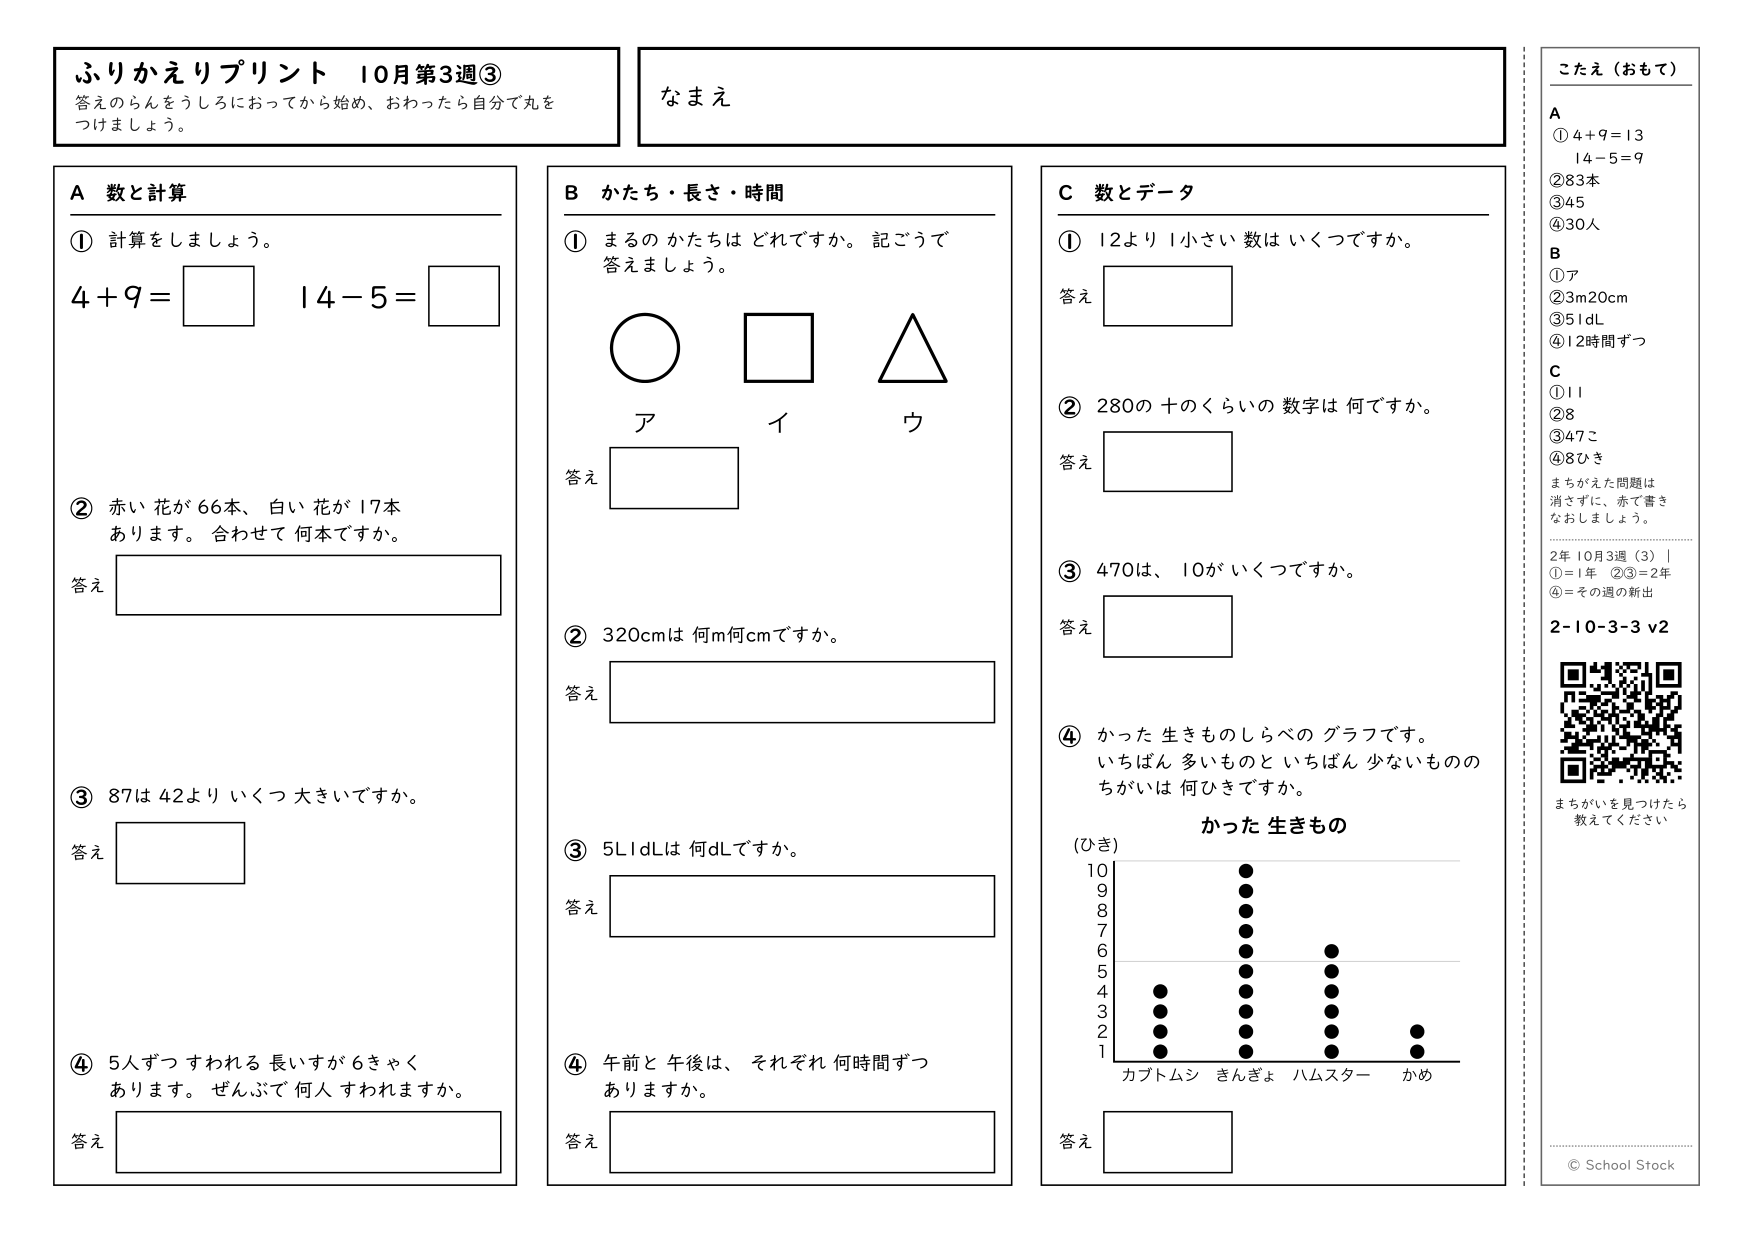 ふりかえりプリント　10月第3週③
答えのらんをうしろにおってから始め、おわったら自分で丸を
つけましょう。
なまえ
A　数と計算
① 計算をしましょう。
4＋9＝
14－5＝
② 赤い 花が 66本、 白い 花が 17本
あります。 合わせて 何本ですか。
答え
③ 87は 42より いくつ 大きいですか。
答え
④ 5人ずつ すわれる 長いすが 6きゃく
あります。 ぜんぶで 何人 すわれますか。
答え
B　かたち・長さ・時間
① まるの かたちは どれですか。 記ごうで
答えましょう。
ア
イ
ウ
答え
② 320cmは 何m何cmですか。
答え
③ 5L1dLは 何dLですか。
答え
④ 午前と 午後は、 それぞれ 何時間ずつ
ありますか。
答え
C　数とデータ
① 12より 1小さい 数は いくつですか。
答え
② 280の 十のくらいの 数字は 何ですか。
答え
③ 470は、 10が いくつですか。
答え
④ かった 生きものしらべの グラフです。
いちばん 多いものと いちばん 少ないものの
ちがいは 何ひきですか。
かった 生きもの
(ひき)
10
9
8
7
6
5
4
3
2
1
カブトムシ きんぎょ ハムスター かめ
答え
こたえ（おもて）
A
① 4＋9＝13
14－5＝9
②83本
③45
④30人
B
①ア
②3m20cm
③51dL
④12時間ずつ
C
①11
②8
③47こ
④8ひき
まちがえた問題は
消さずに、赤で書き
なおしましょう。
2年 10月3週（3）｜
①＝1年　②③＝2年
④＝その週の新出
2-10-3-3 v2
まちがいを見つけたら
教えてください
© School Stock